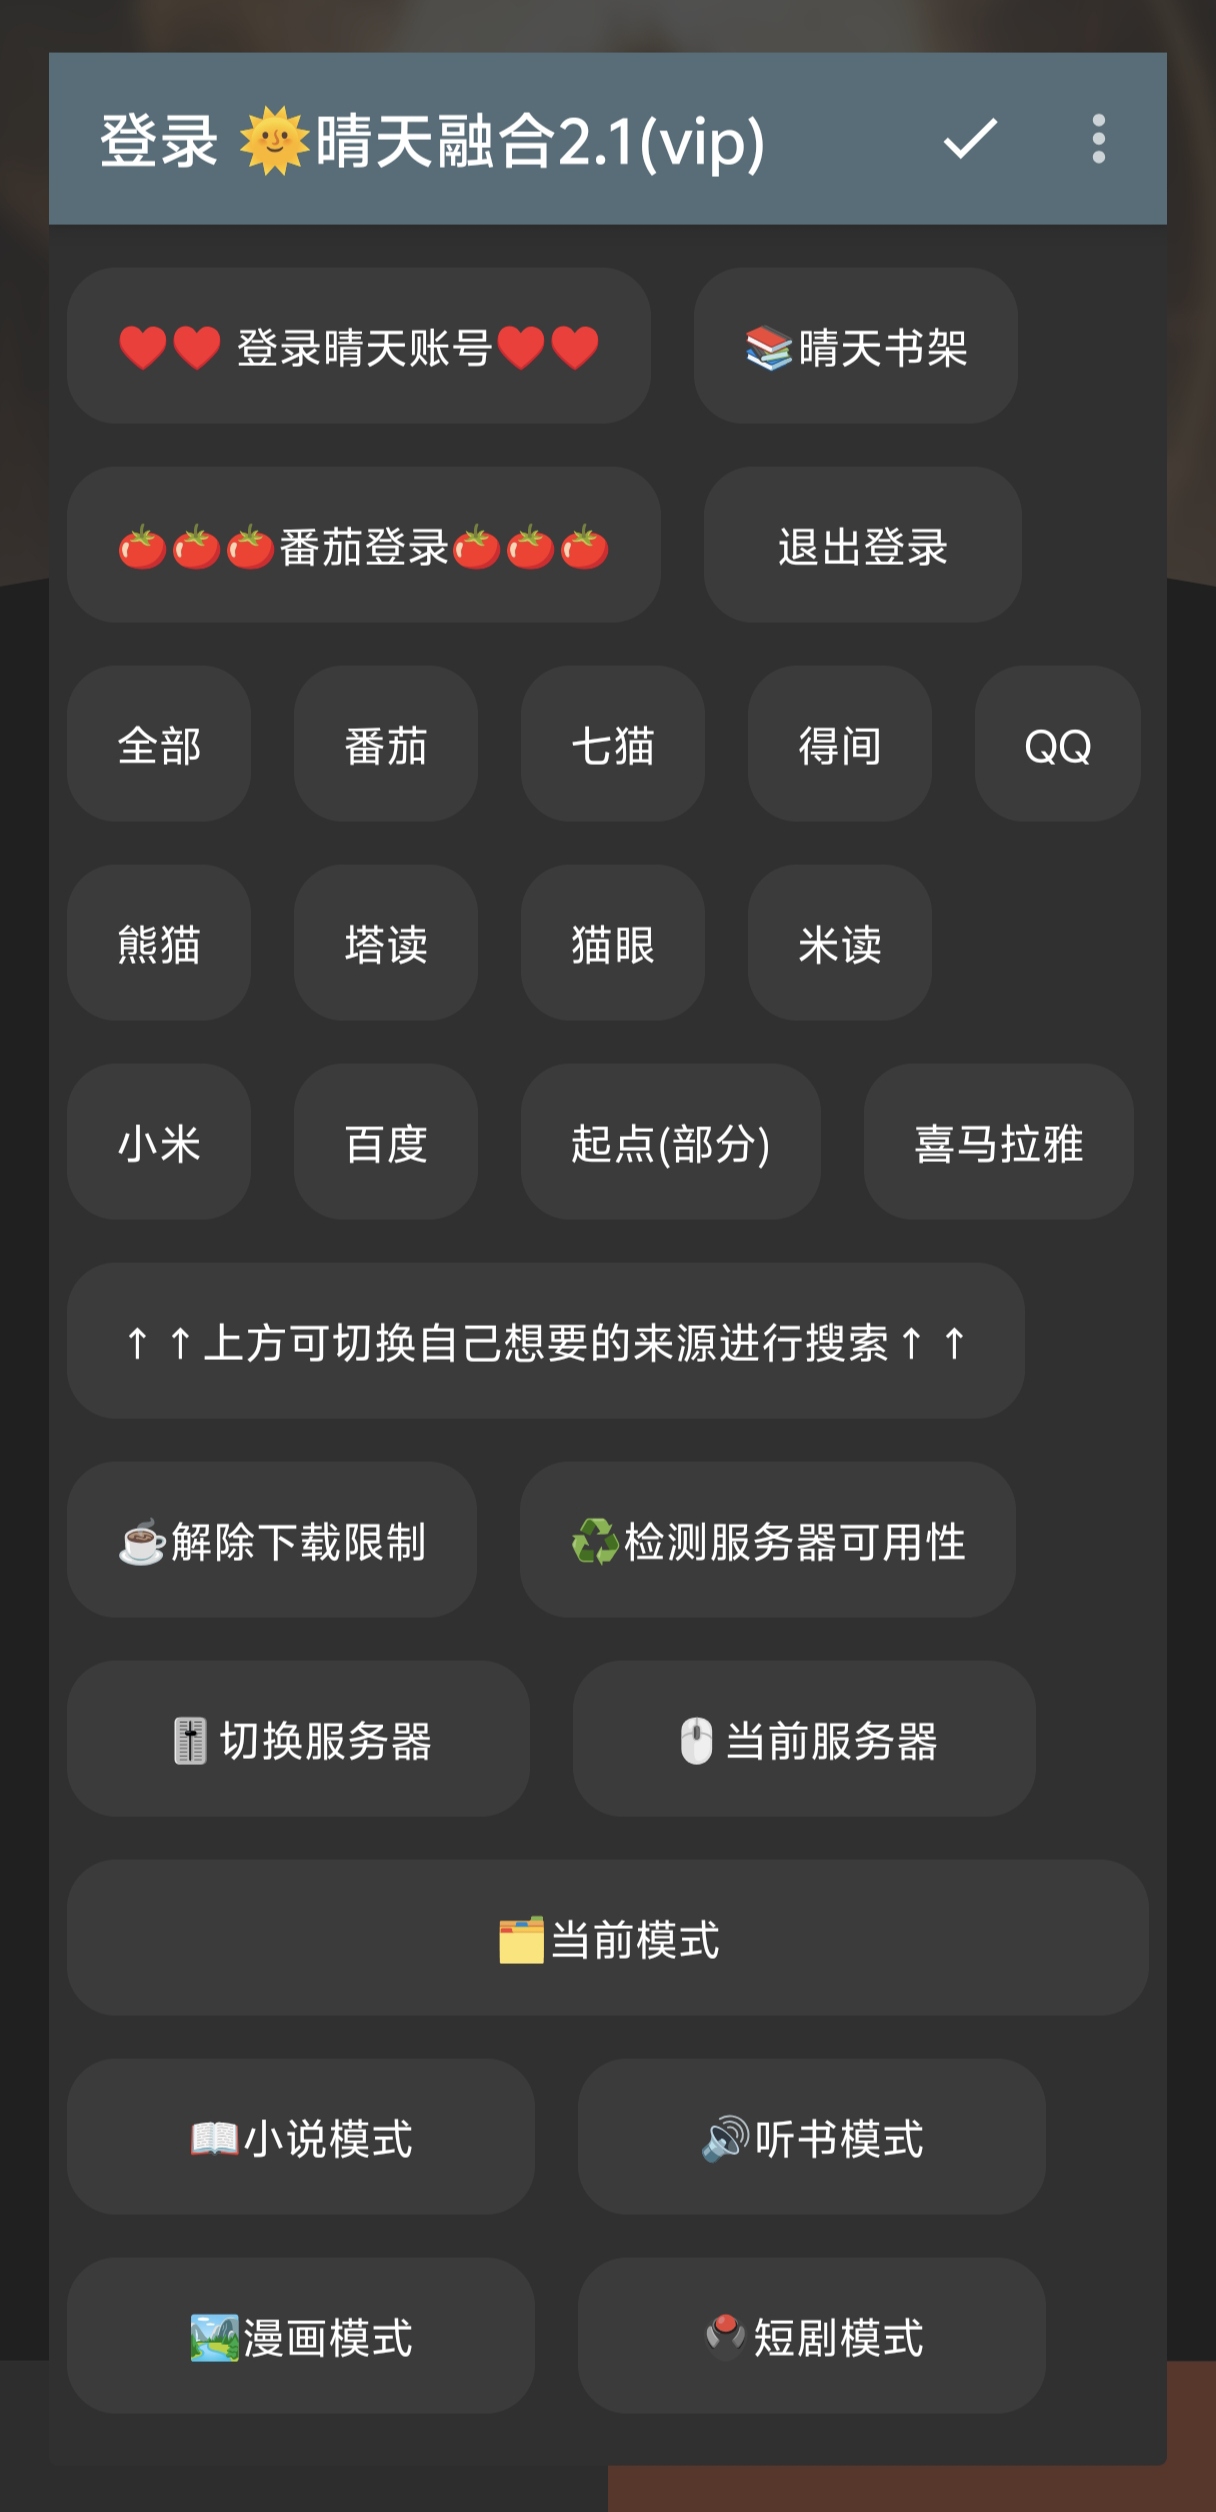 登录 🌞晴天融合2.1(vip)
❤️❤️ 登录晴天账号❤️❤️
📚晴天书架
🍅🍅🍅番茄登录🍅🍅🍅
退出登录
全部
番茄
七猫
得间
QQ
熊猫
塔读
猫眼
米读
小米
百度
起点(部分)
喜马拉雅
↑ ↑上方可切换自己想要的来源进行搜索↑ ↑
☕解除下载限制
♻️检测服务器可用性
🎚️切换服务器
🖱️当前服务器
🗂️当前模式
📖小说模式
🔊听书模式
🏞️漫画模式
🖲️短剧模式